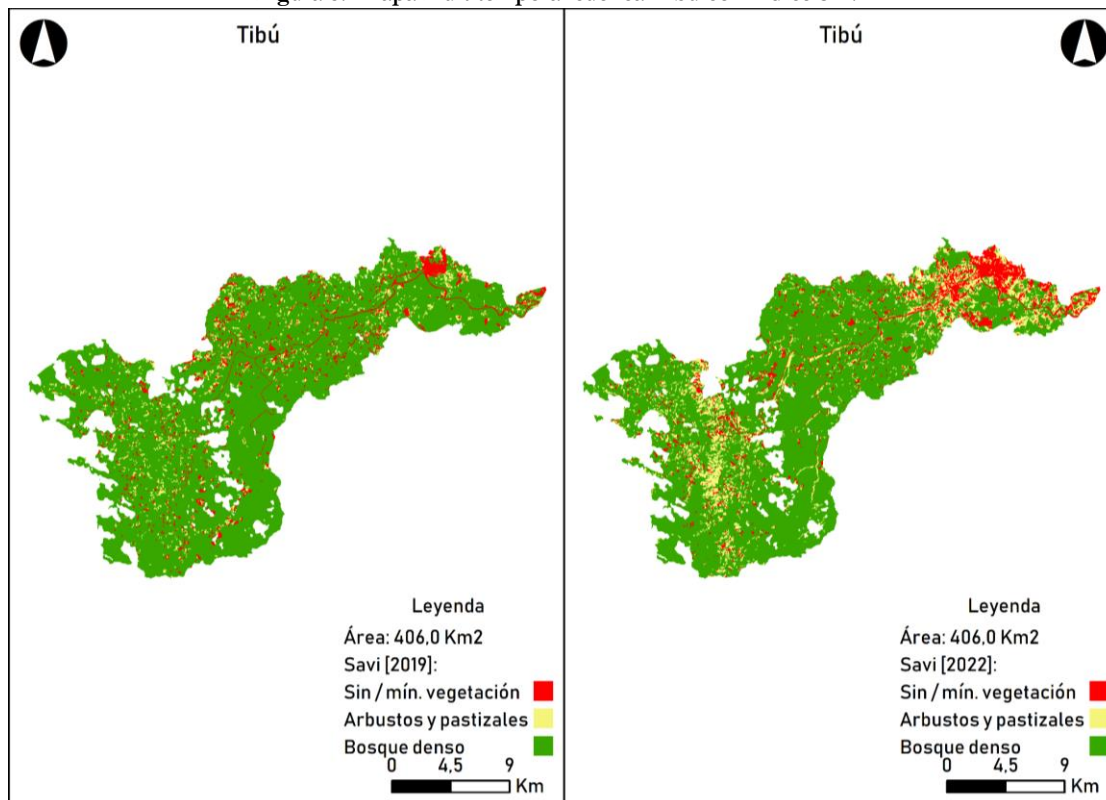 Tibú
Leyenda
Área: 406,0 Km2
Savi [2019]:
Sin / mín. vegetación
Arbustos y pastizales
Bosque denso
0 4,5 9
Km
Tibú
Leyenda
Área: 406,0 Km2
Savi [2022]:
Sin / mín. vegetación
Arbustos y pastizales
Bosque denso
0 4,5 9
Km